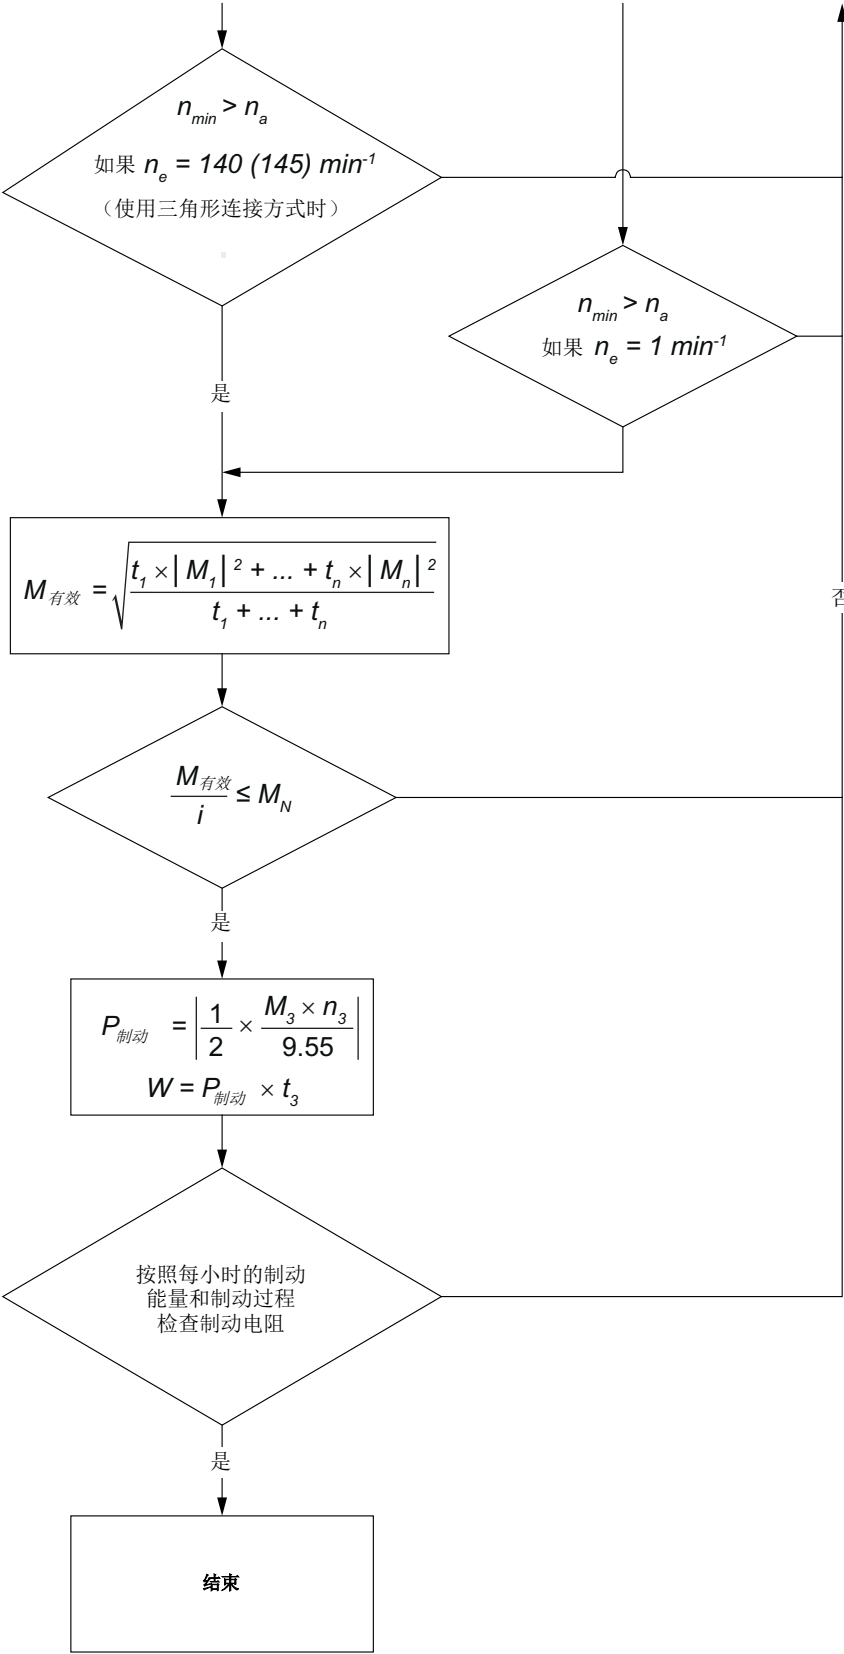 n_min > n_a
如果 n_e = 140 (145) min⁻¹
（使用三角形连接方式时）
n_min > n_a
如果 n_e = 1 min⁻¹
是
M_有效 = √((t_1 × |M_1|² + ... + t_n × |M_n|²) / (t_1 + ... + t_n))
否
M_有效 / i ≤ M_N
是
P_制动 = |1/2 × (M_3 × n_3) / 9.55|
W = P_制动 × t_3
按照每小时的制动
能量和制动过程
检查制动电阻
是
结束